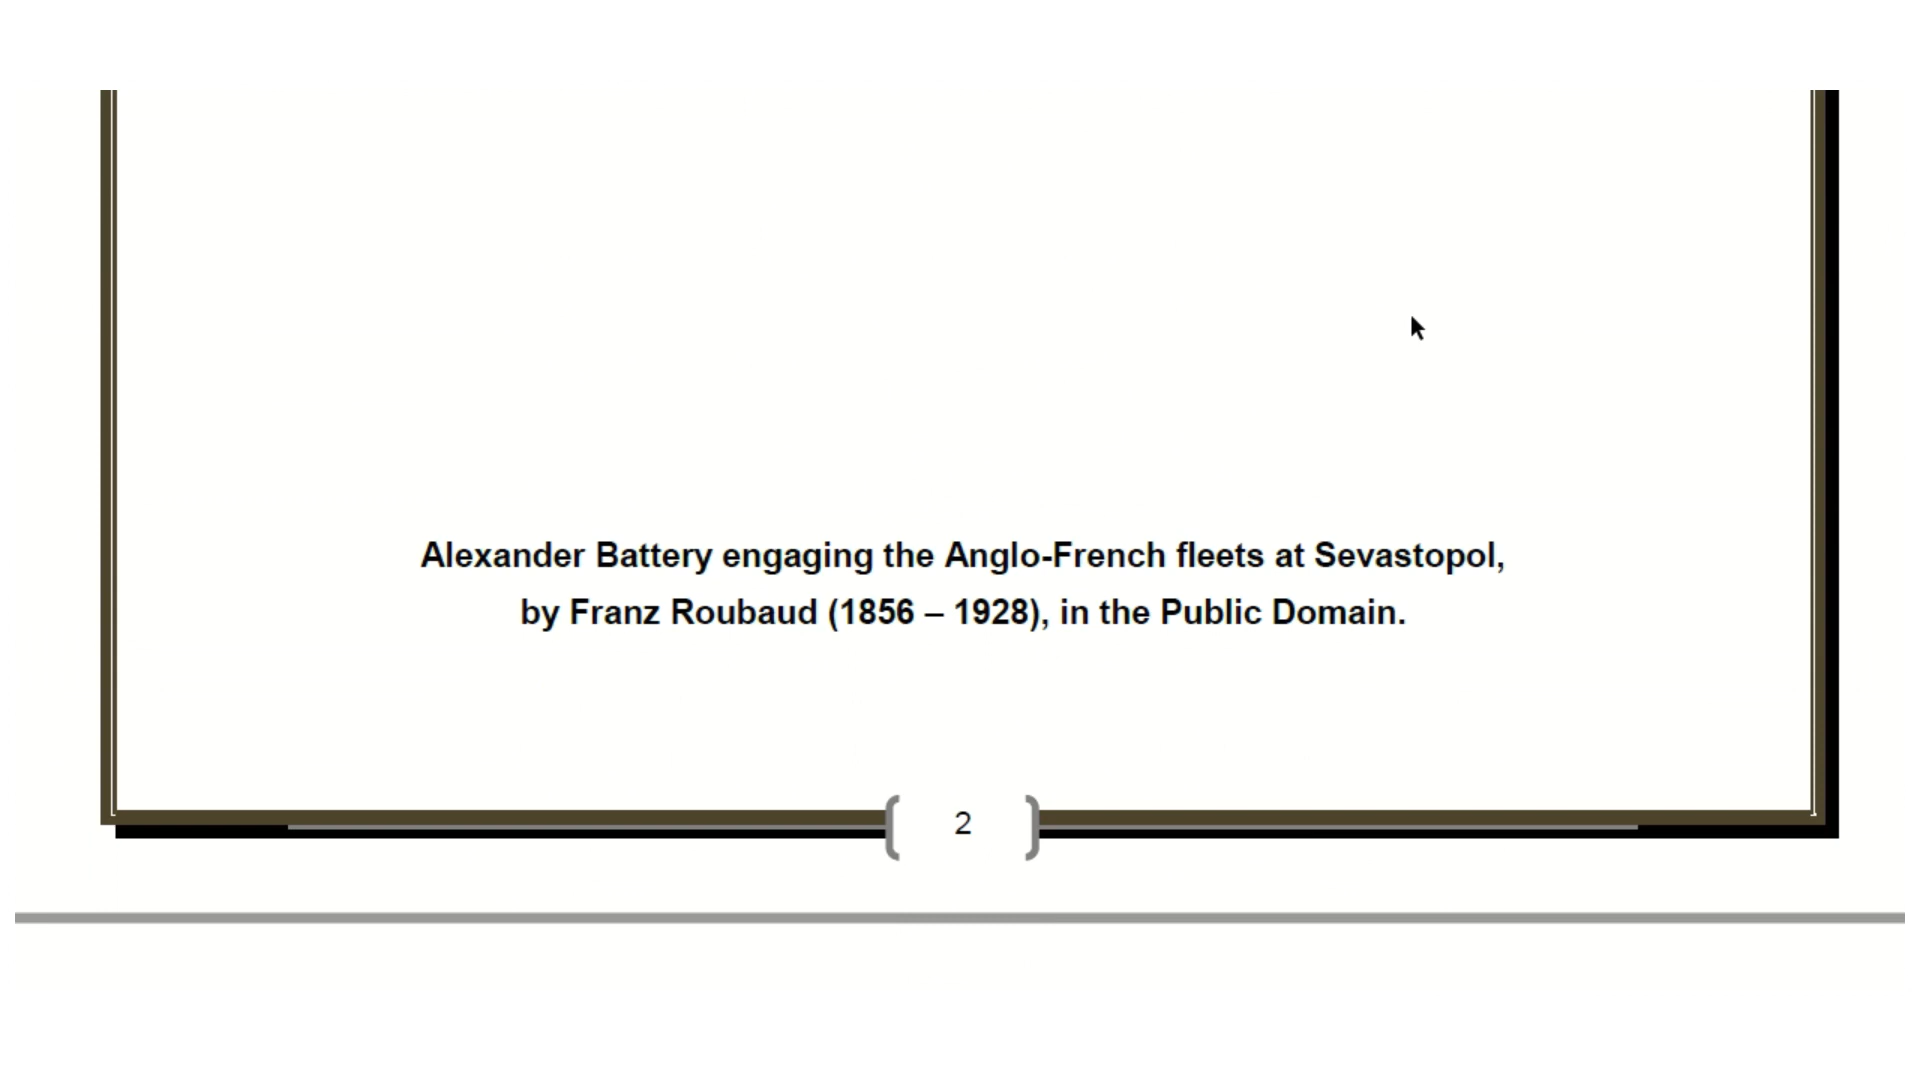 Alexander Battery engaging the Anglo-French fleets at Sevastopol,
by Franz Roubaud (1856 – 1928), in the Public Domain.
2